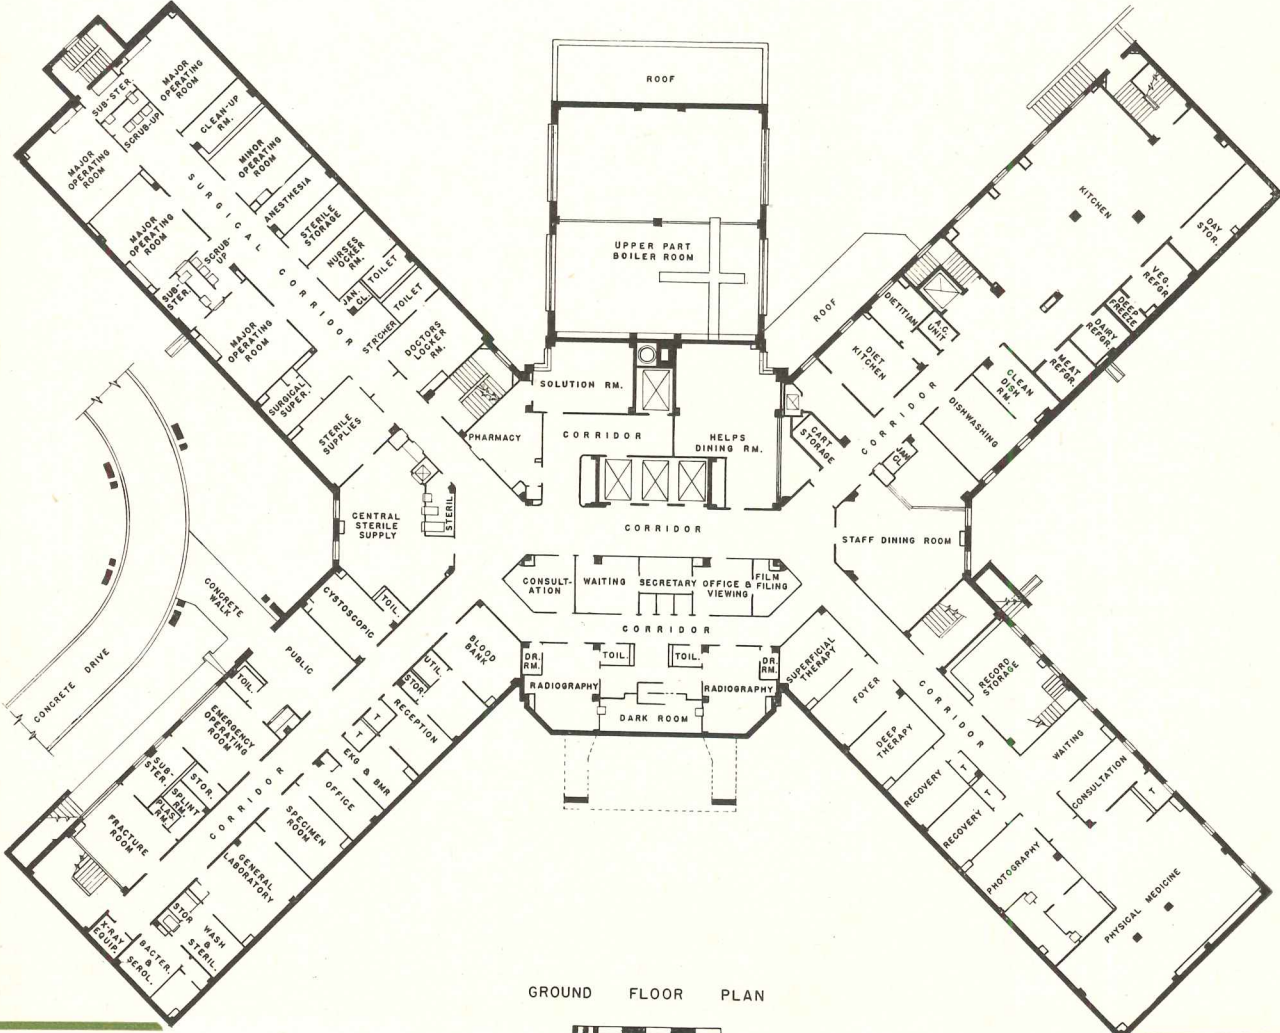 SUB-STER
MAJOR
OPERATING
ROOM
SCRUB-UP
CLEAN-UP
RM.
MAJOR
OPERATING
ROOM
MINOR
OPERATING
ROOM
SURGICAL CORRIDOR
ANESTHESIA
MAJOR
OPERATING
ROOM
SCRUB-
UP
SUB-
STER.
STERILE
STORAGE
NURSES
OCKER
RM.
TOILET
JAN.
CL.
TOILET
STR'CHER
MAJOR
OPERATING
ROOM
DOCTORS
LOCKER
RM.
SURGICAL
SUPER.
STERILE
SUPPLIES
PHARMACY
CENTRAL
STERILE
SUPPLY
STERIL
ROOF
UPPER PART
BOILER ROOM
SOLUTION RM.
CORRIDOR
HELPS
DINING RM.
CORRIDOR
ROOF
KITCHEN
DAY
STOR.
VEG.
REFGR.
DEEP
FREEZE
DAIRY
REFGR.
MEAT
REFGR.
DIETITIAN
A.C.
UNIT
DIET
KITCHEN
CLEAN
DISH
RM.
DISHWASHING
CORRIDOR
CART
STORAGE
JAN.
CL.
STAFF DINING ROOM
CONSULT-
ATION
WAITING
SECRETARY
OFFICE &
VIEWING
FILM
FILING
CORRIDOR
DR.
RM.
TOIL.
TOIL.
DR.
RM.
RADIOGRAPHY
RADIOGRAPHY
DARK ROOM
CONCRETE
WALK
CONCRETE DRIVE
CYSTOSCOPIC
TOIL.
PUBLIC
TOIL.
BLOOD
BANK
UTIL.
STOR.
RECEPTION
T
T
EKG & BMR
EMERGENCY
OPERATING
ROOM
SUB-
STER.
STOR.
SPLINT
RM.
PLAS.
RM.
FRACTURE
ROOM
CORRIDOR
OFFICE
SPECIMEN
ROOM
GENERAL
LABORATORY
STOR
WASH
&
STERIL.
X-RAY
EQUIP.
BACTER.
&
SEROL.
SUPERFICIAL
THERAPY
FOYER
CORRIDOR
RECORD
STORAGE
DEEP
THERAPY
RECOVERY
T
T
RECOVERY
WAITING
CONSULTATION
T
PHOTOGRAPHY
PHYSICAL MEDICINE
GROUND FLOOR PLAN